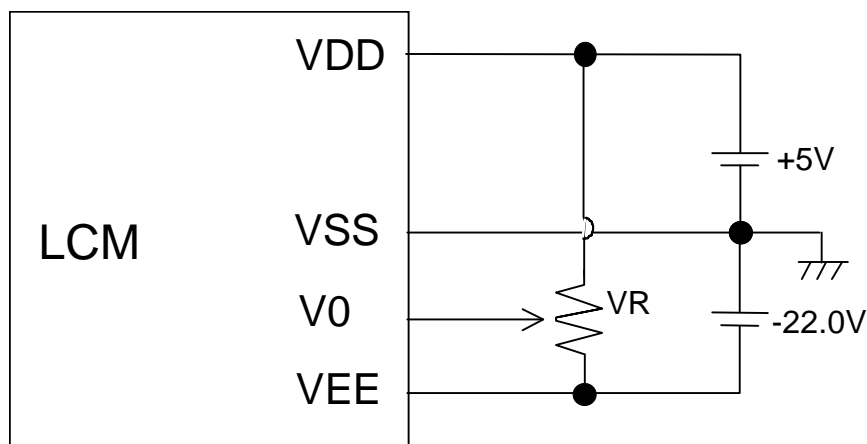 VDD
+5V
LCM
VSS
V0
VR
-22.0V
VEE